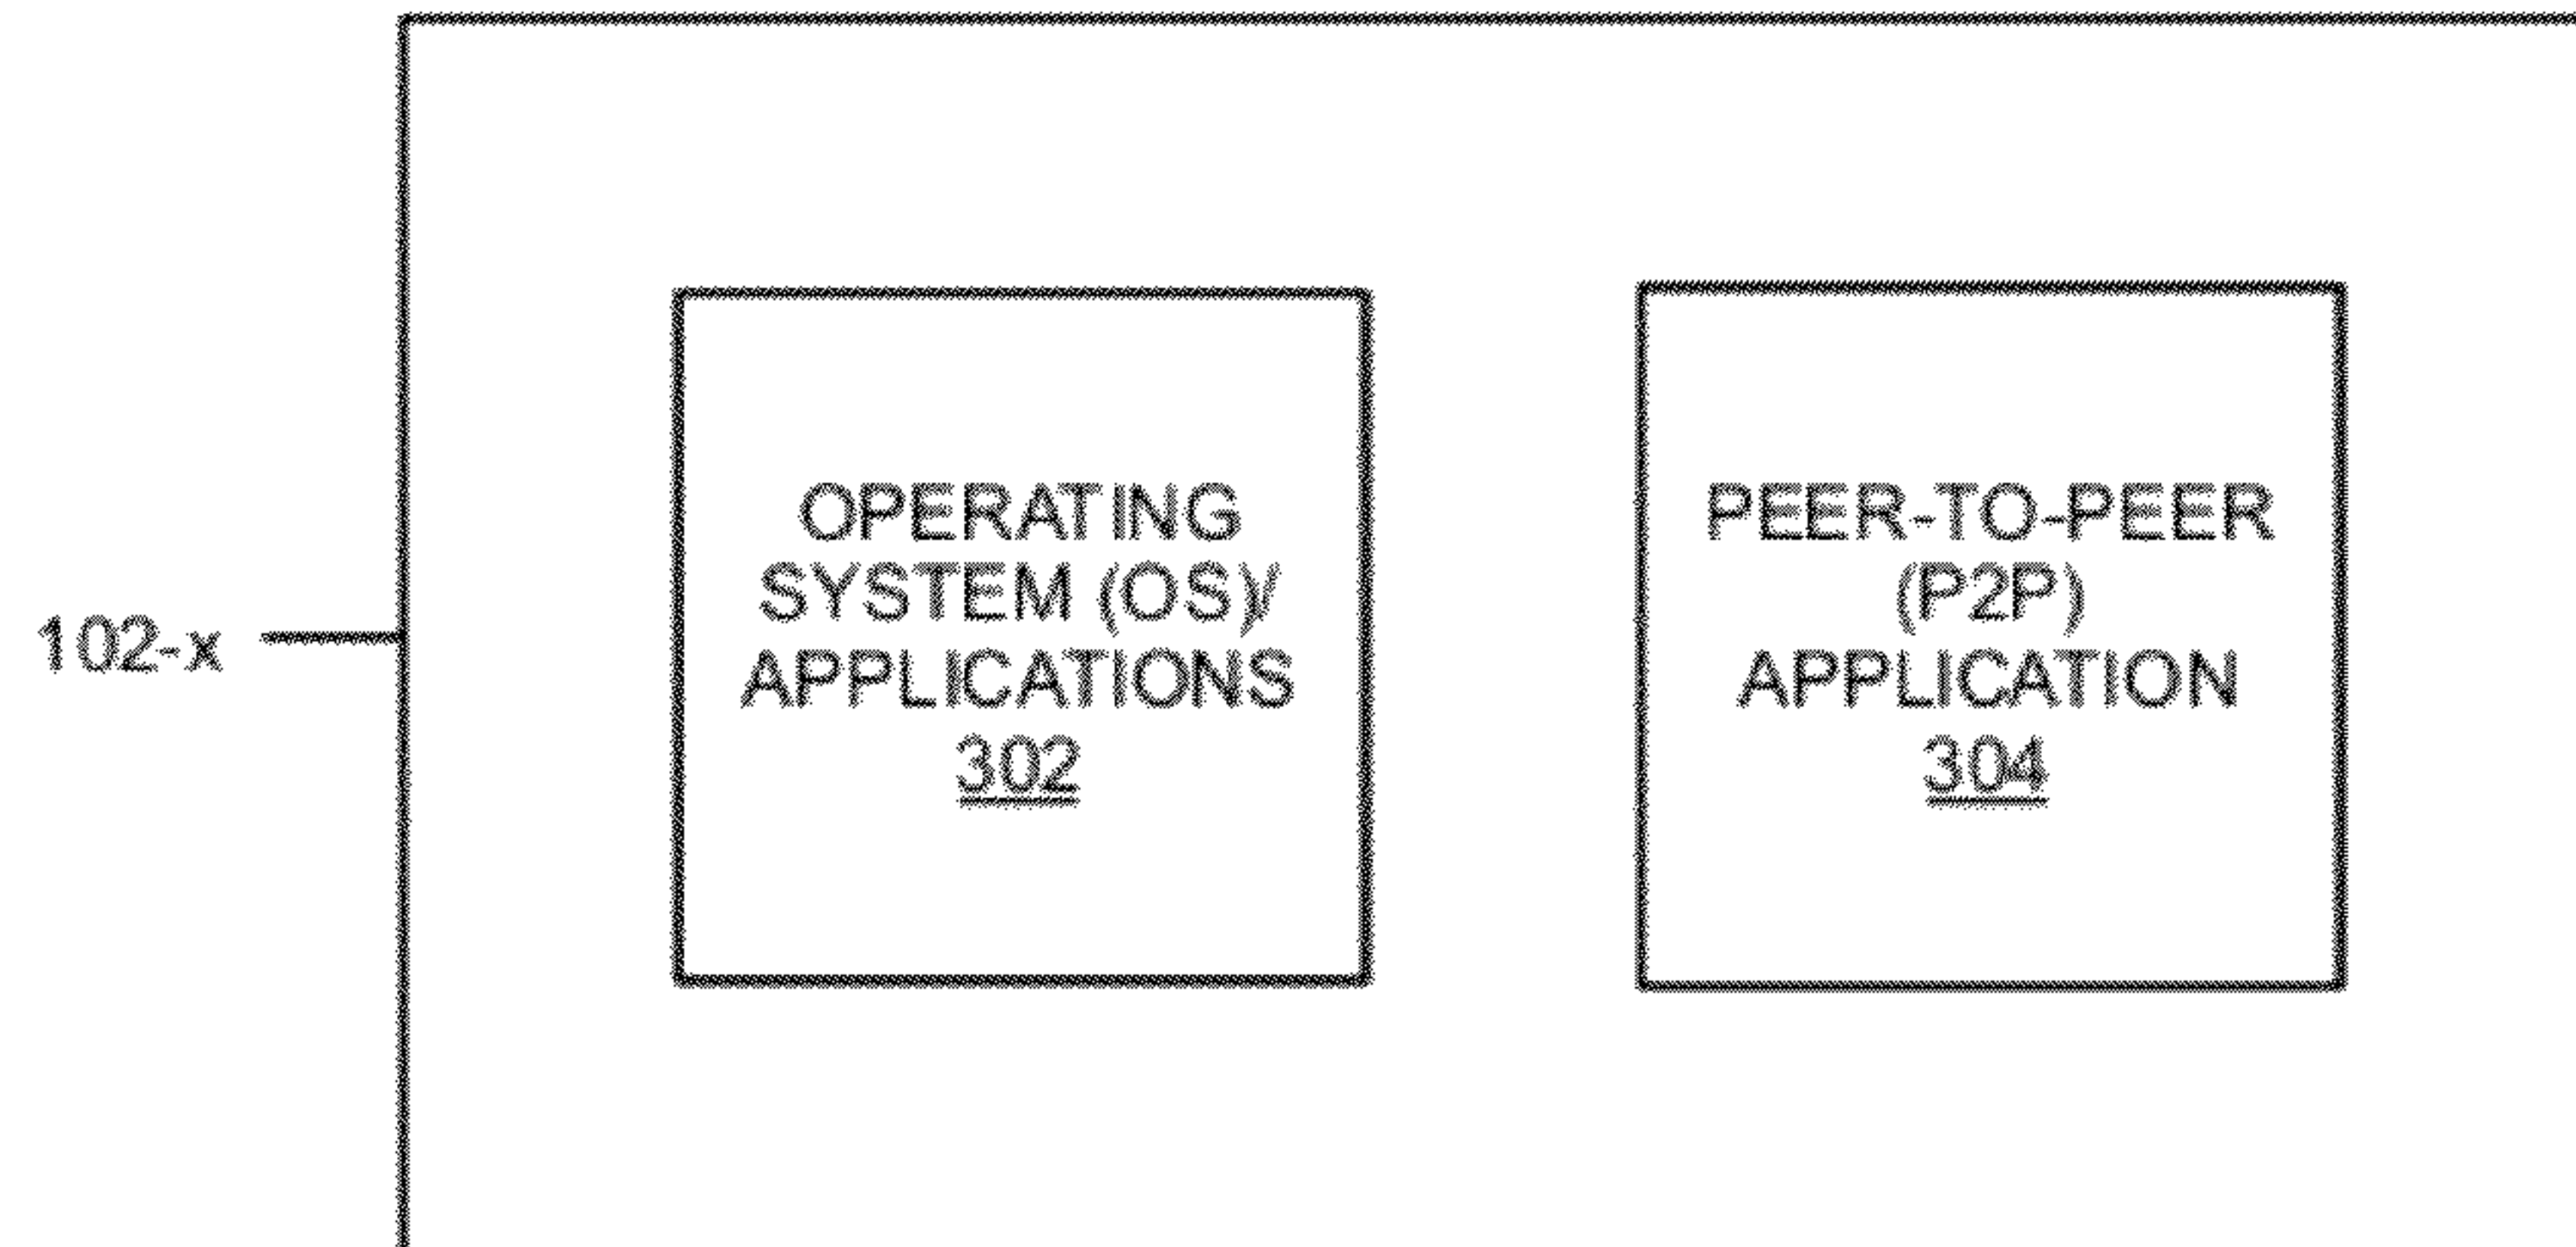 OPERATING
SYSTEM (OS)/
APPLICATIONS
302
PEER-TO-PEER
(P2P)
APPLICATION
304
102-x